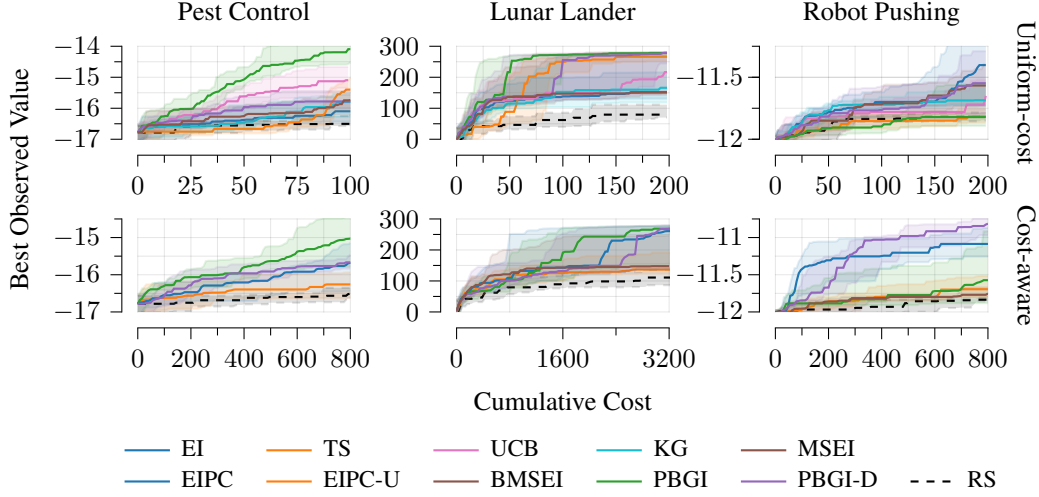 Pest Control Lunar Lander Robot Pushing
−14
−15
−16
−17
0 25 50 75 100
300
200
100
0
0 50 100 150 200
−11.5
−12
0 50 100 150 200
Uniform-cost
Best Observed Value
−15
−16
−17
0 200 400 600 800
300
200
100
0
0 1600 3200
−11
−11.5
−12
0 200 400 600 800
Cost-aware
Cumulative Cost
EI TS UCB KG MSEI
EIPC EIPC-U BMSEI PBGI PBGI-D RS